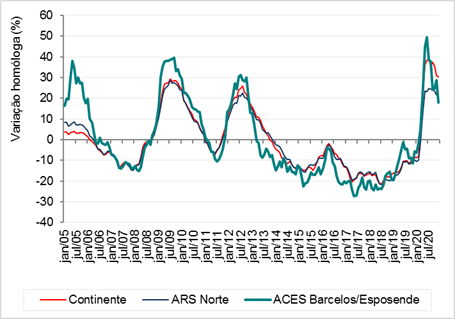 Variação homóloga (%)
60
50
40
30
20
10
0
-10
-20
-30
-40
jan/05
jul/05
jan/06
jul/06
jan/07
jul/07
jan/08
jul/08
jan/09
jul/09
jan/10
jul/10
jan/11
jul/11
jan/12
jul/12
jan/13
jul/13
jan/14
jul/14
jan/15
jul/15
jan/16
jul/16
jan/17
jul/17
jan/18
jul/18
jan/19
jul/19
jan/20
jul/20
Continente
ARS Norte
ACES Barcelos/Esposende